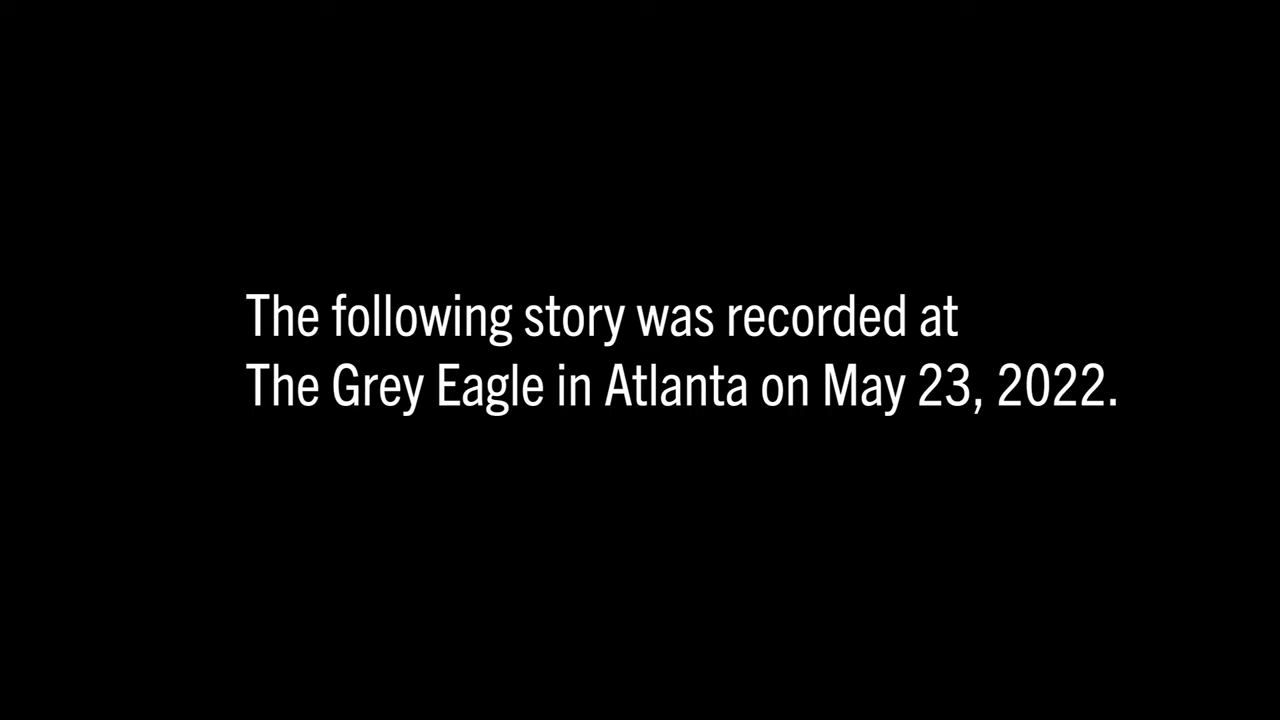 The following story was recorded at
The Grey Eagle in Atlanta on May 23, 2022.